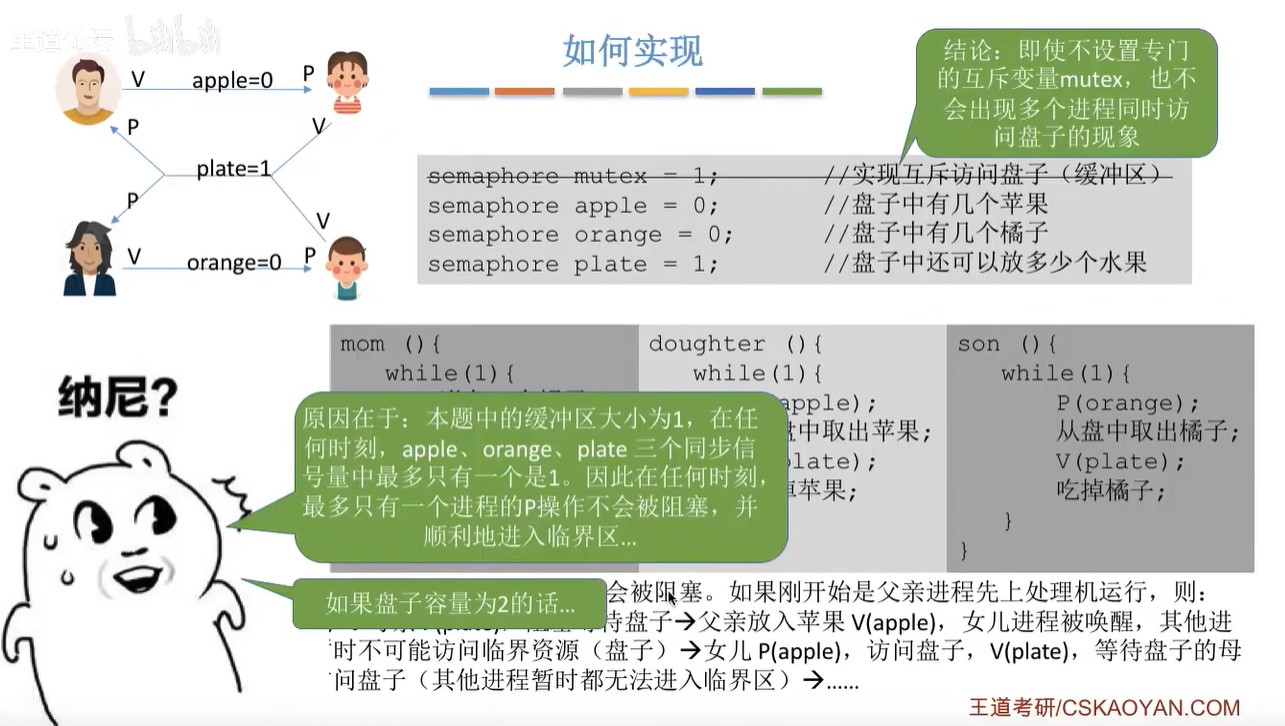 王道论坛 bilibili
如何实现
V apple=0 P
P V
plate=1
P V
V orange=0 P
结论：即使不设置专门
的互斥变量mutex，也不
会出现多个进程同时访
问盘子的现象
semaphore mutex = 1; //实现互斥访问盘子（缓冲区）
semaphore apple = 0; //盘子中有几个苹果
semaphore orange = 0; //盘子中有几个橘子
semaphore plate = 1; //盘子中还可以放多少个水果
mom (){
while(1){
doughter (){
while(1){
apple);
盘中取出苹果;
plate);
苹果;
son (){
while(1){
P(orange);
从盘中取出橘子;
V(plate);
吃掉橘子;
}
}
纳尼?
原因在于：本题中的缓冲区大小为1，在任
何时刻，apple、orange、plate 三个同步信
号量中最多只有一个是1。因此在任何时刻，
最多只有一个进程的P操作不会被阻塞，并
顺利地进入临界区...
如果盘子容量为2的话...
会被阻塞。如果刚开始是父亲进程先上处理机运行，则：
待盘子→父亲放入苹果 V(apple)，女儿进程被唤醒，其他进
时不可能访问临界资源（盘子）→女儿 P(apple)，访问盘子，V(plate)，等待盘子的母
问盘子（其他进程暂时都无法进入临界区）→......
王道考研/CSKAOYAN.COM